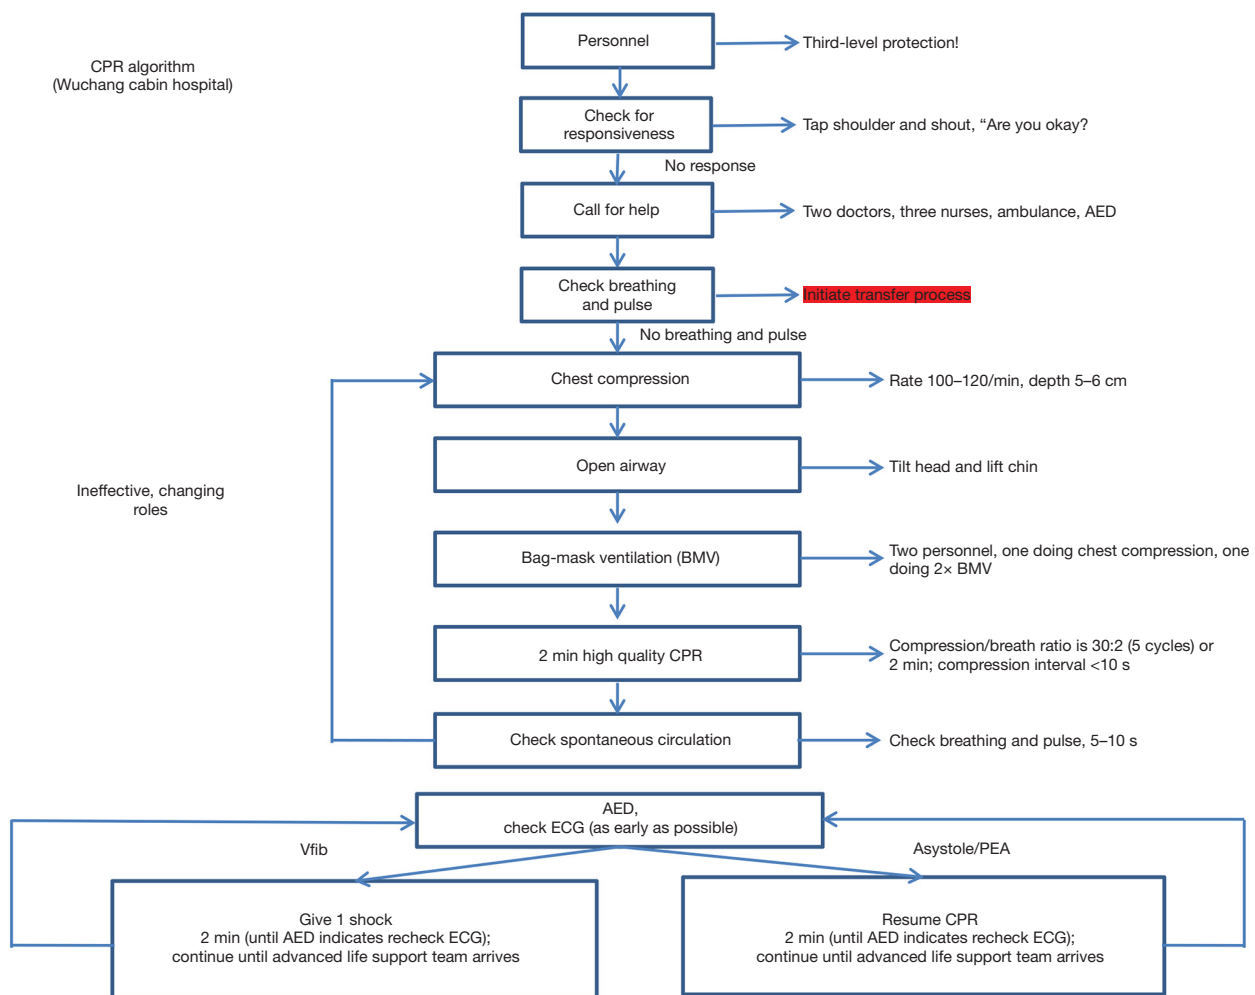 CPR algorithm
(Wuchang cabin hospital)
Personnel
Third-level protection!
Check for
responsiveness
Tap shoulder and shout, “Are you okay?
No response
Call for help
Two doctors, three nurses, ambulance, AED
Check breathing
and pulse
Initiate transfer process
No breathing and pulse
Chest compression
Rate 100–120/min, depth 5–6 cm
Open airway
Tilt head and lift chin
Ineffective, changing
roles
Bag-mask ventilation (BMV)
Two personnel, one doing chest compression, one
doing 2× BMV
2 min high quality CPR
Compression/breath ratio is 30:2 (5 cycles) or
2 min; compression interval <10 s
Check spontaneous circulation
Check breathing and pulse, 5–10 s
AED,
check ECG (as early as possible)
Vfib
Asystole/PEA
Give 1 shock
2 min (until AED indicates recheck ECG);
continue until advanced life support team arrives
Resume CPR
2 min (until AED indicates recheck ECG);
continue until advanced life support team arrives